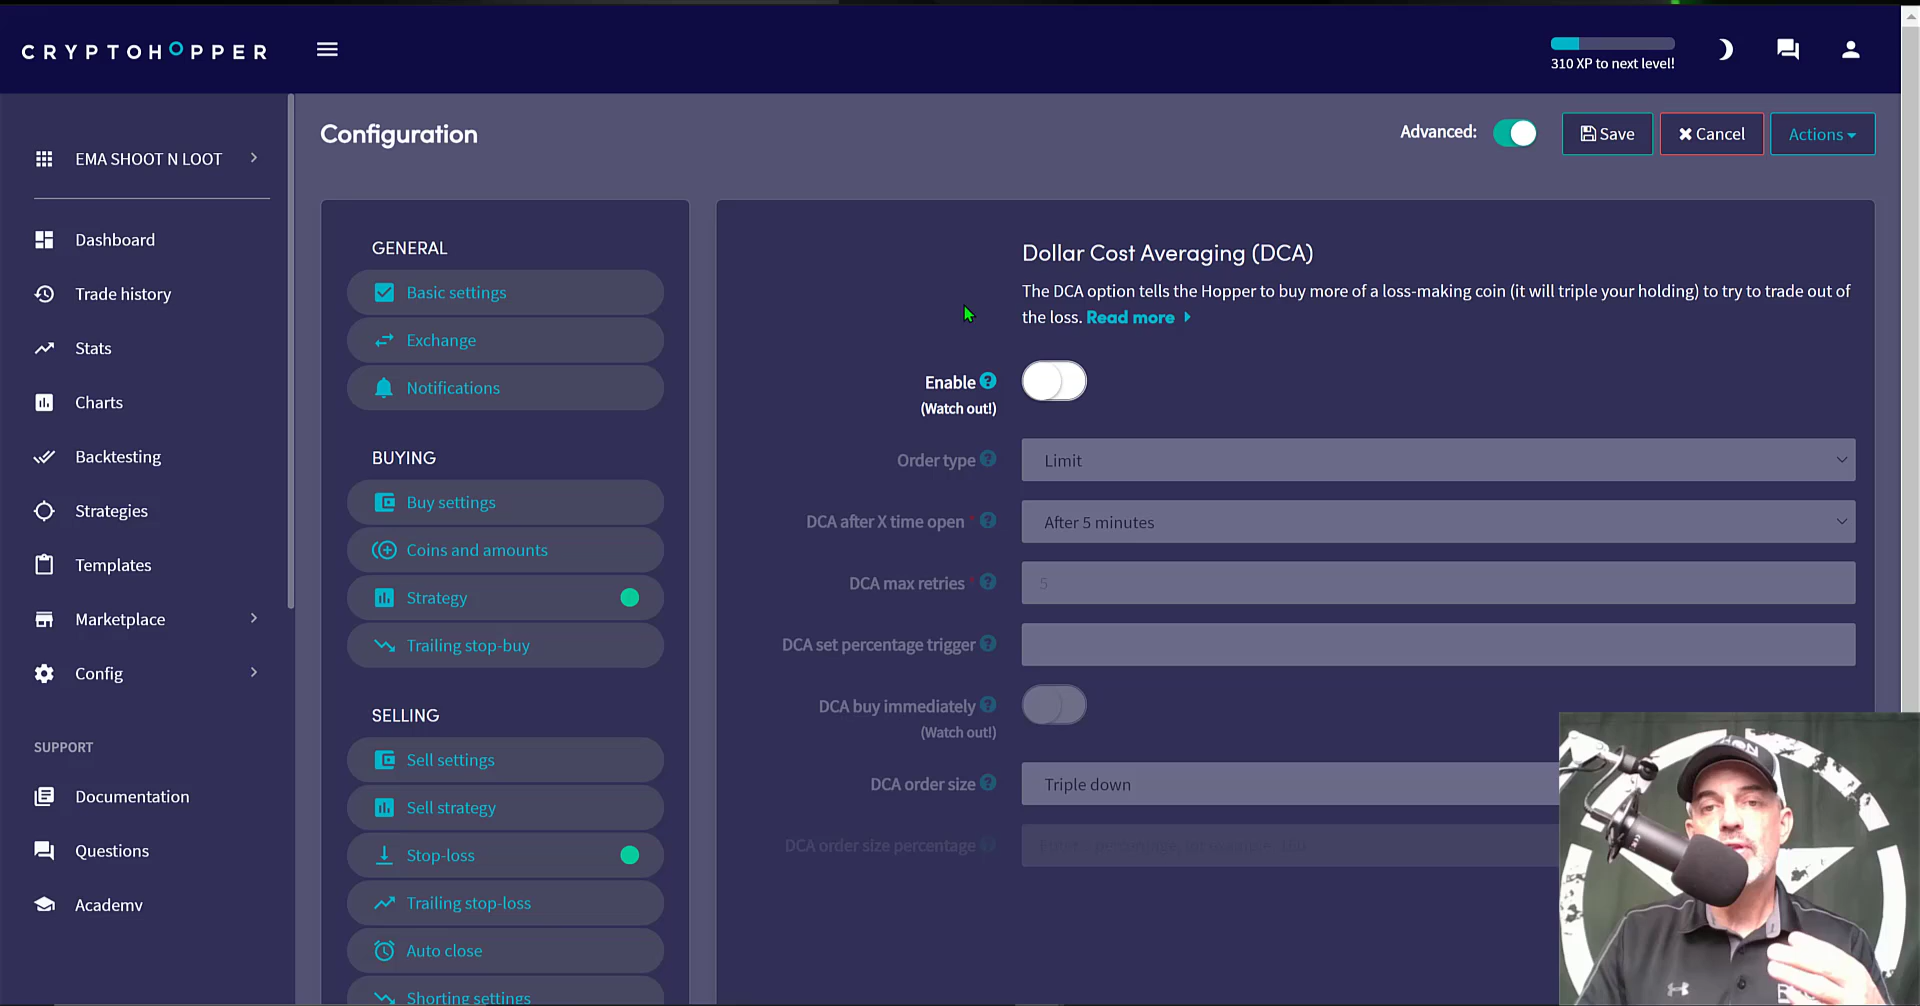 CRYPTOHOPPER
310 XP to next level!
EMA SHOOT N LOOT
Dashboard
Trade history
Stats
Charts
Backtesting
Strategies
Templates
Marketplace
Config
SUPPORT
Documentation
Questions
Academy
Configuration
Advanced:
Save
Cancel
Actions
GENERAL
Basic settings
Exchange
Notifications
BUYING
Buy settings
Coins and amounts
Strategy
Trailing stop-buy
SELLING
Sell settings
Sell strategy
Stop-loss
Trailing stop-loss
Auto close
Shorting settings
Dollar Cost Averaging (DCA)
The DCA option tells the Hopper to buy more of a loss-making coin (it will triple your holding) to try to trade out of
the loss. Read more
Enable
(Watch out!)
Order type
Limit
DCA after X time open *
After 5 minutes
DCA max retries *
5
DCA set percentage trigger
DCA buy immediately
(Watch out!)
DCA order size
Triple down
DCA order size percentage